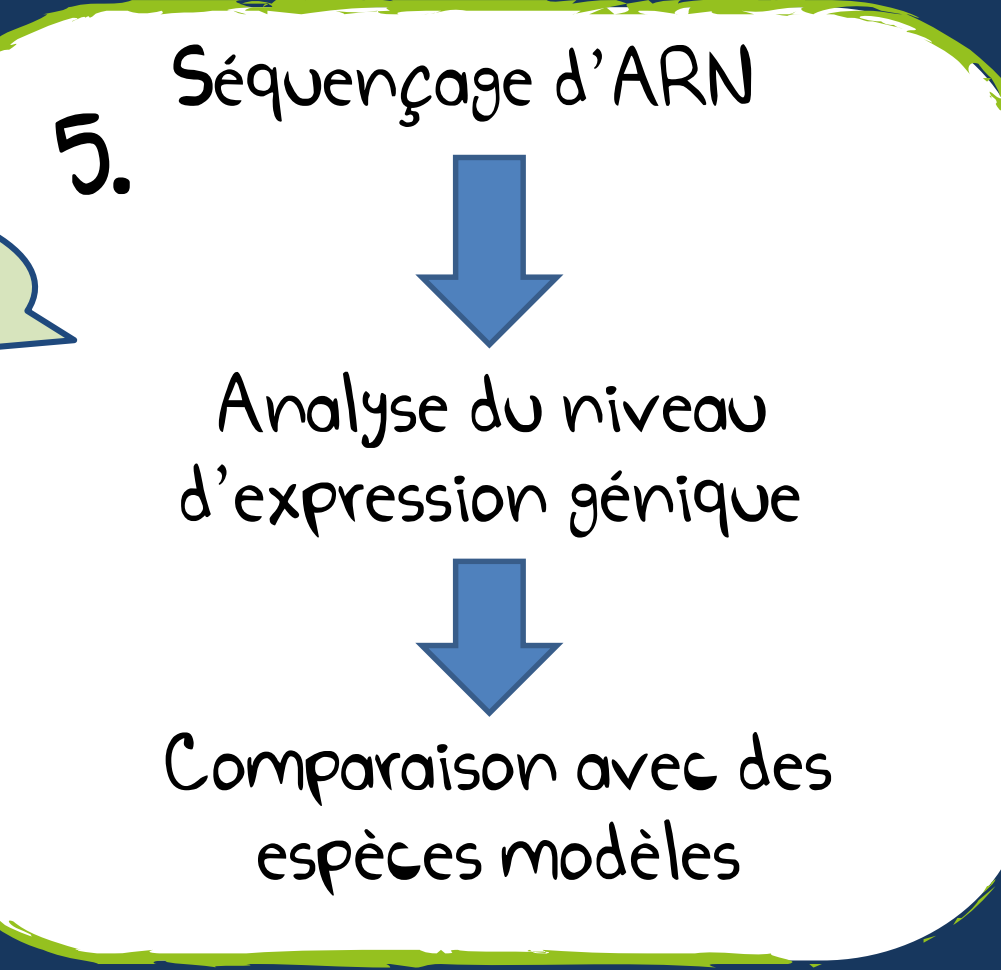 Séquençage d'ARN
5.
Analyse du niveau
d'expression génique
Comparaison avec des
espèces modèles